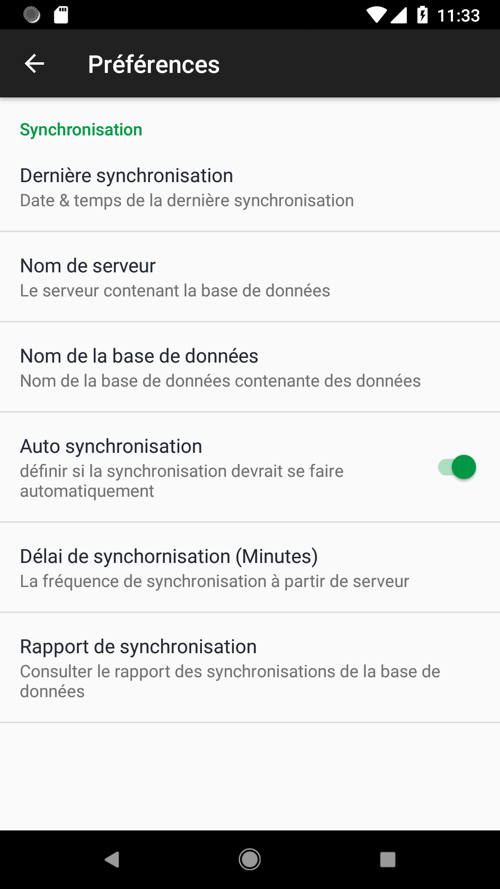 11:33
Préférences
Synchronisation
Dernière synchronisation
Date & temps de la dernière synchronisation
Nom de serveur
Le serveur contenant la base de données
Nom de la base de données
Nom de la base de données contenante des données
Auto synchronisation
définir si la synchronisation devrait se faire
automatiquement
Délai de synchornisation (Minutes)
La fréquence de synchronisation à partir de serveur
Rapport de synchronisation
Consulter le rapport des synchronisations de la base de
données